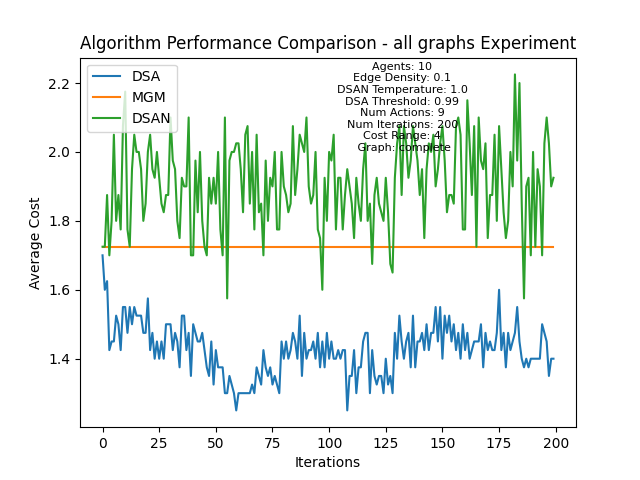 Algorithm Performance Comparison - all graphs Experiment
DSA
MGM
DSAN
Agents: 10
Edge Density: 0.1
DSAN Temperature: 1.0
DSA Threshold: 0.99
Num Actions: 9
Num Iterations: 200
Cost Range: 4
Graph: complete
Average Cost
2.2
2.0
1.8
1.6
1.4
0
25
50
75
100
125
150
175
200
Iterations